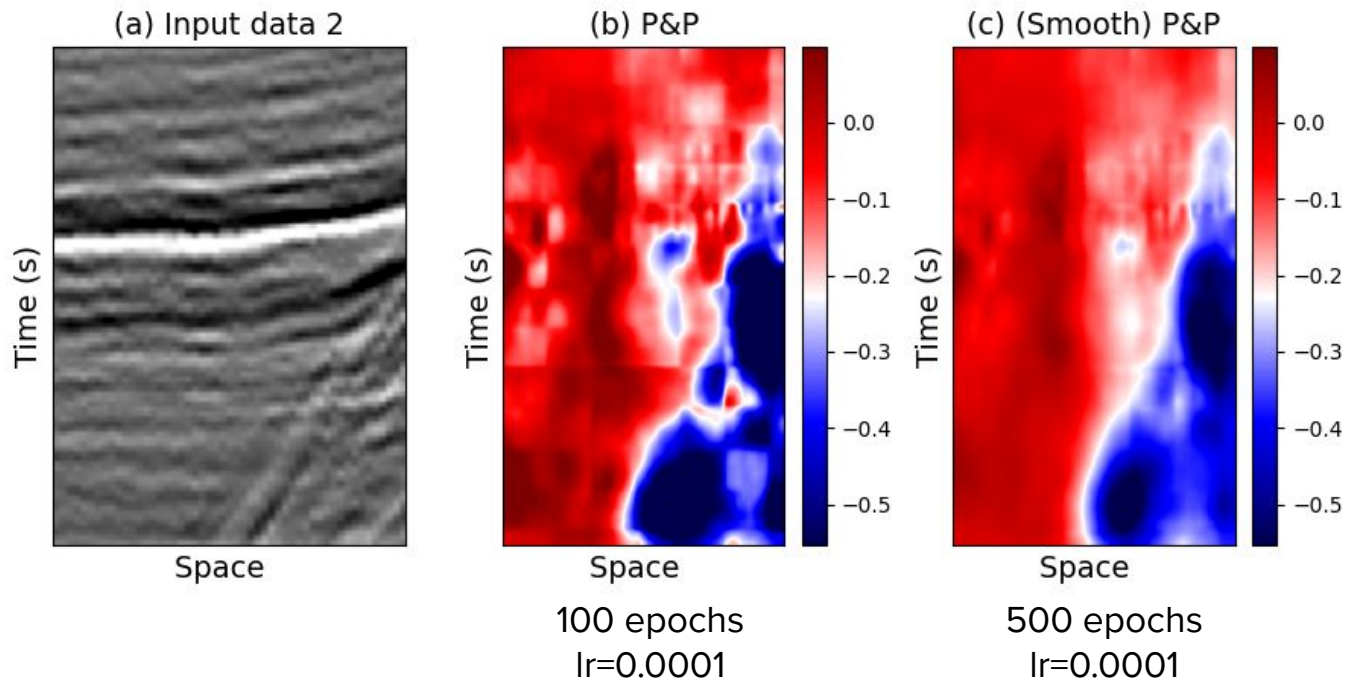 (a) Input data 2
(b) P&P
(c) (Smooth) P&P
Time (s)
Time (s)
Time (s)
0.0
−0.1
−0.2
−0.3
−0.4
−0.5
0.0
−0.1
−0.2
−0.3
−0.4
−0.5
Space
Space
Space
100 epochs
lr=0.0001
500 epochs
lr=0.0001